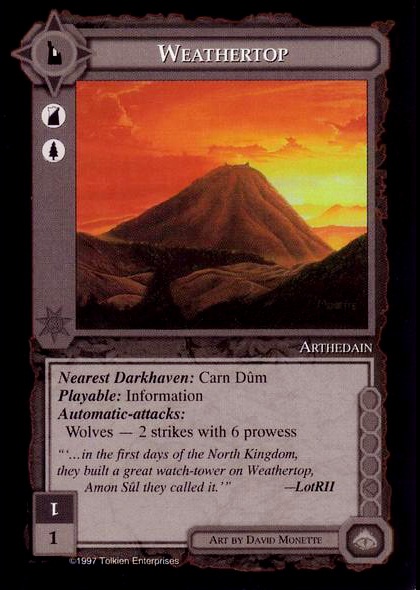 WEATHERTOP
MONETTE
ARTHEDAIN
Nearest Darkhaven: Carn Dûm
Playable: Information
Automatic-attacks:
Wolves — 2 strikes with 6 prowess
“‘...in the first days of the North Kingdom,
they built a great watch-tower on Weathertop,
Amon Sûl they called it.’” —LotRII
1
1
ART BY DAVID MONETTE
©1997 Tolkien Enterprises